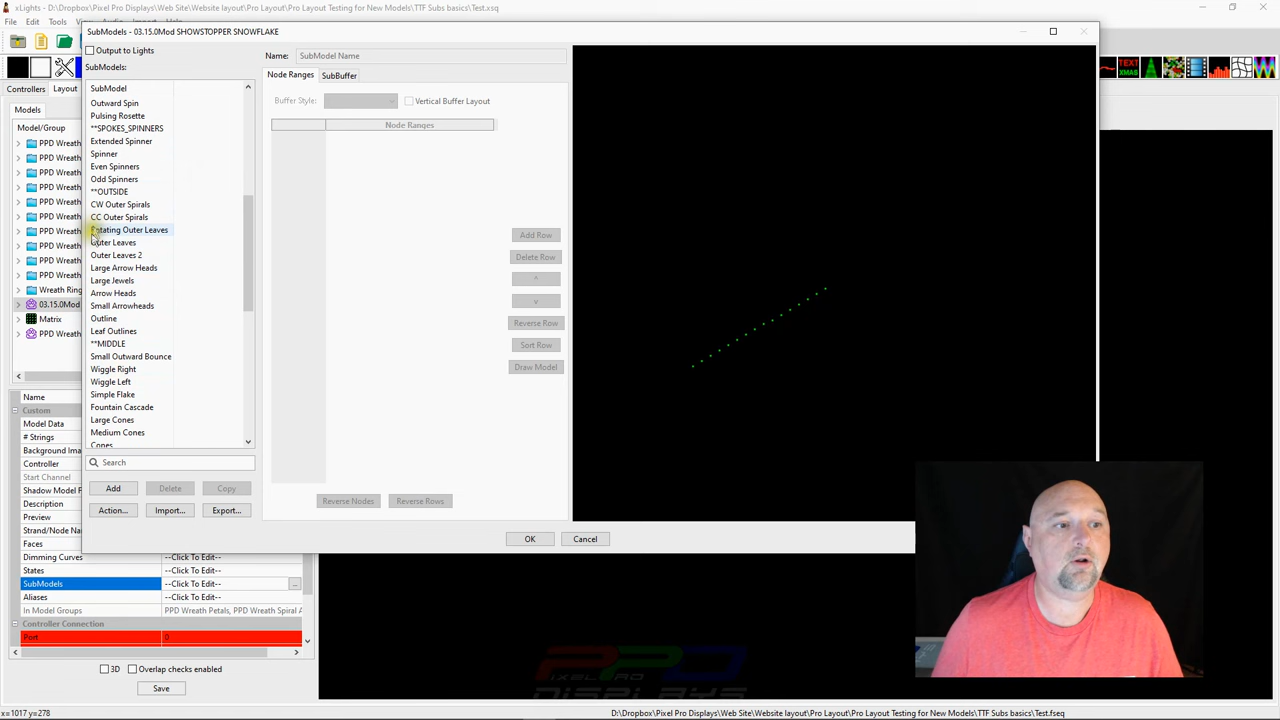 xLights - D:\Dropbox\Pixel Pro Displays\Web Site\Website layout\Pro Layout\Pro Layout Testing for New Models\TTF Subs basics\Test.xsq
File Edit Tools
SubModels - 03.15.0Mod SHOWSTOPPER SNOWFLAKE
Output to Lights
SubModels:
Name: SubModel Name
Node Ranges SubBuffer
Buffer Style: Vertical Buffer Layout
Node Ranges
SubModel
Outward Spin
Pulsing Rosette
**SPOKES_SPINNERS
Extended Spinner
Spinner
Even Spinners
Odd Spinners
**OUTSIDE
CW Outer Spirals
CC Outer Spirals
Rotating Outer Leaves
Outer Leaves
Outer Leaves 2
Large Arrow Heads
Large Jewels
Arrow Heads
Small Arrowheads
Outline
Leaf Outlines
**MIDDLE
Small Outward Bounce
Wiggle Right
Wiggle Left
Simple Flake
Fountain Cascade
Large Cones
Medium Cones
Cones
Search
Add Delete Copy
Action... Import... Export...
Add Row
Delete Row
^
v
Reverse Row
Sort Row
Draw Model
Reverse Nodes Reverse Rows
OK Cancel
Controllers Layout
Models
Model/Group
PPD Wreath
PPD Wreath
PPD Wreath
PPD Wreath
PPD Wreath
PPD Wreath
PPD Wreath
PPD Wreath
PPD Wreath
PPD Wreath
Wreath Ring
03.15.0Mod
Matrix
PPD Wreath
Name
Custom
Model Data
# Strings
Background Ima
Controller
Start Channel
Shadow Model F
Description
Preview
Strand/Node Na
Faces
Dimming Curves --Click To Edit--
States --Click To Edit--
SubModels --Click To Edit-- ...
Aliases --Click To Edit--
In Model Groups PPD Wreath Petals, PPD Wreath Spiral A
Controller Connection
Port 0
3D Overlap checks enabled
Save
TEXT
XMAS
PPD
DISPLAYS
x=1017 y=278
D:\Dropbox\Pixel Pro Displays\Web Site\Website layout\Pro Layout\Pro Layout Testing for New Models\TTF Subs basics\Test.fseq